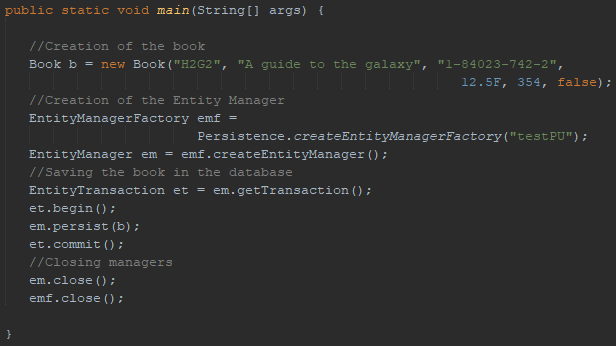 public static void main(String[] args) {
//Creation of the book
Book b = new Book("H2G2", "A guide to the galaxy", "1-84023-742-2",
12.5F, 354, false);
//Creation of the Entity Manager
EntityManagerFactory emf =
Persistence.createEntityManagerFactory("testPU");
EntityManager em = emf.createEntityManager();
//Saving the book in the database
EntityTransaction et = em.getTransaction();
et.begin();
em.persist(b);
et.commit();
//Closing managers
em.close();
emf.close();
}